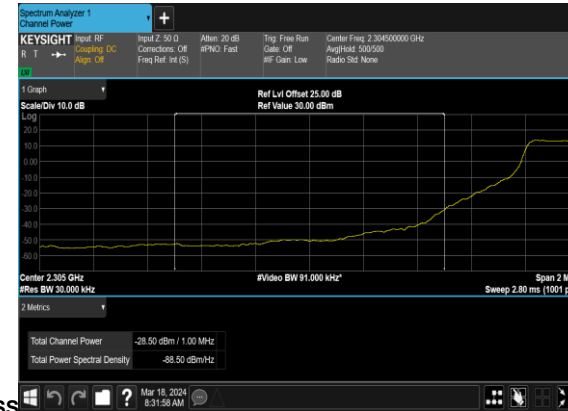 Spectrum Analyzer 1
Channel Power
+
KEYSIGHT Input: RF Input Z: 50 Ω Atten: 20 dB Trig: Free Run Center Freq: 2.304500000 GHz
R T Coupling: DC Corrections: Off #PNO: Fast Gate: Off Avg|Hold: 500/500
Align: Off Freq Ref: Int (S) #IF Gain: Low Radio Std: None
1 Graph
Ref Lvl Offset 25.00 dB
Scale/Div 10.0 dB Ref Value 30.00 dBm
Log
20.0
10.0
0.00
-10.0
-20.0
-30.0
-40.0
-50.0
-60.0
Center 2.305 GHz #Video BW 91.000 kHz* Span 2 M
#Res BW 30.000 kHz Sweep 2.80 ms (1001 p
2 Metrics
Total Channel Power -28.50 dBm / 1.00 MHz
Total Power Spectral Density -88.50 dBm/Hz
ss
? Mar 18, 2024
8:31:58 AM